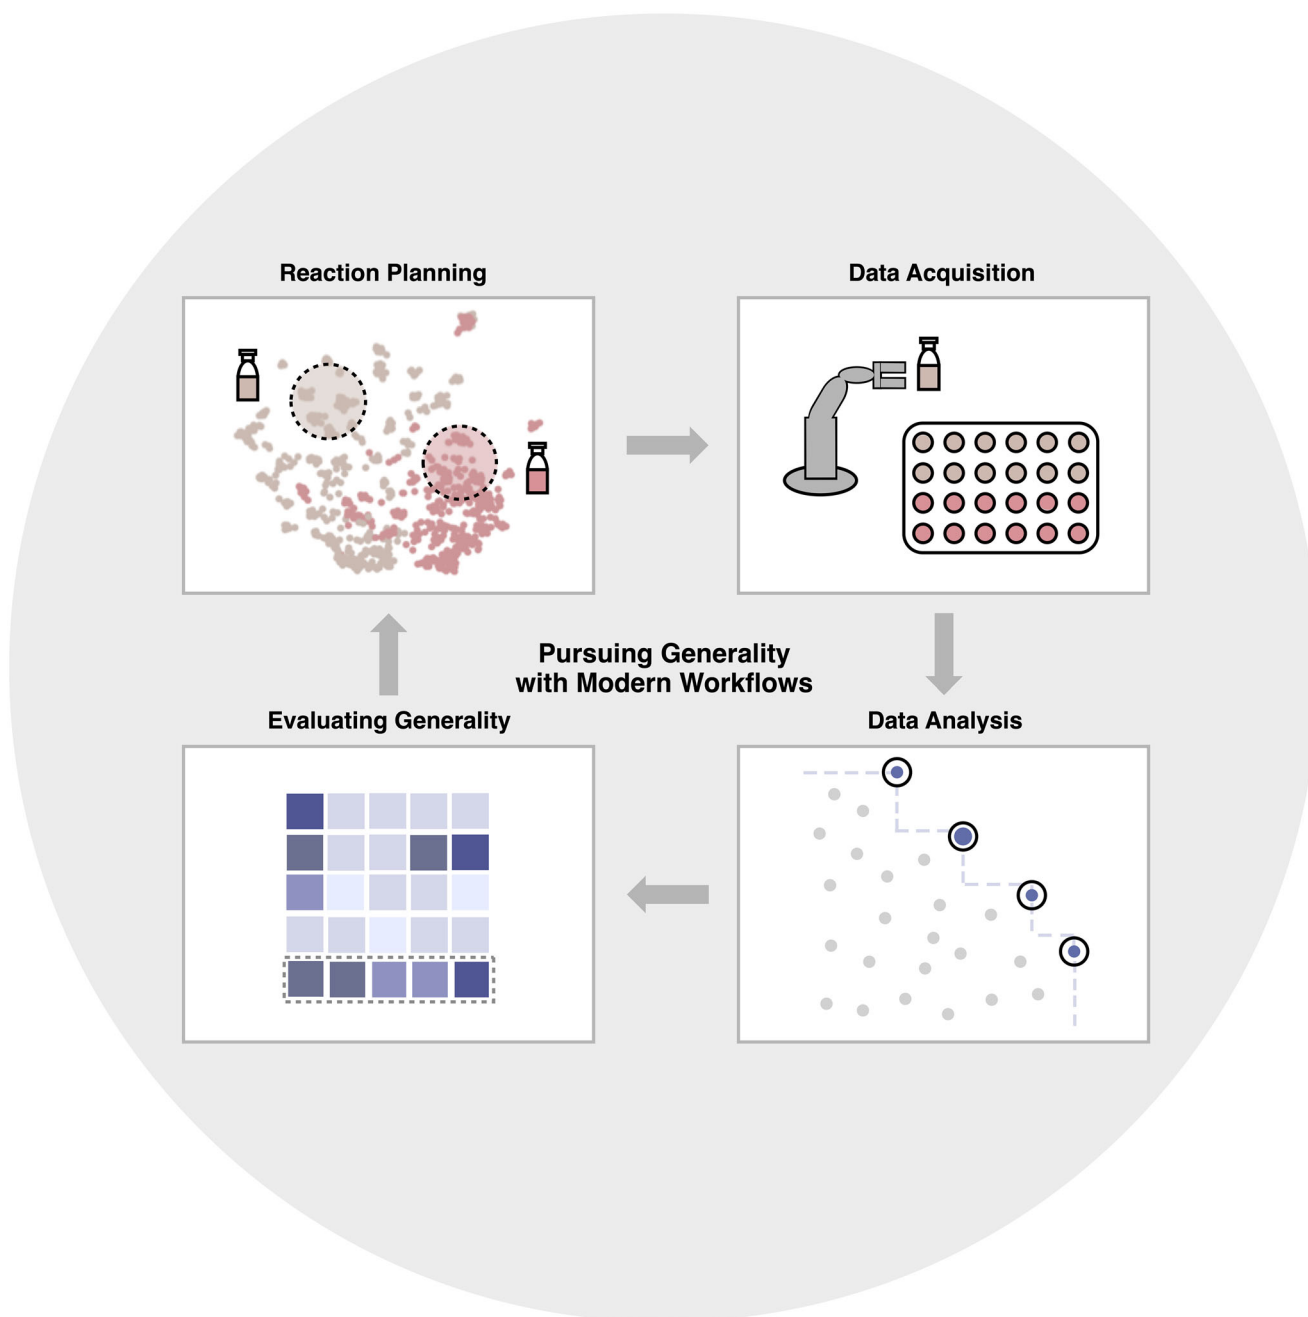 Reaction Planning
Data Acquisition
Pursuing Generality
with Modern Workflows
Evaluating Generality
Data Analysis